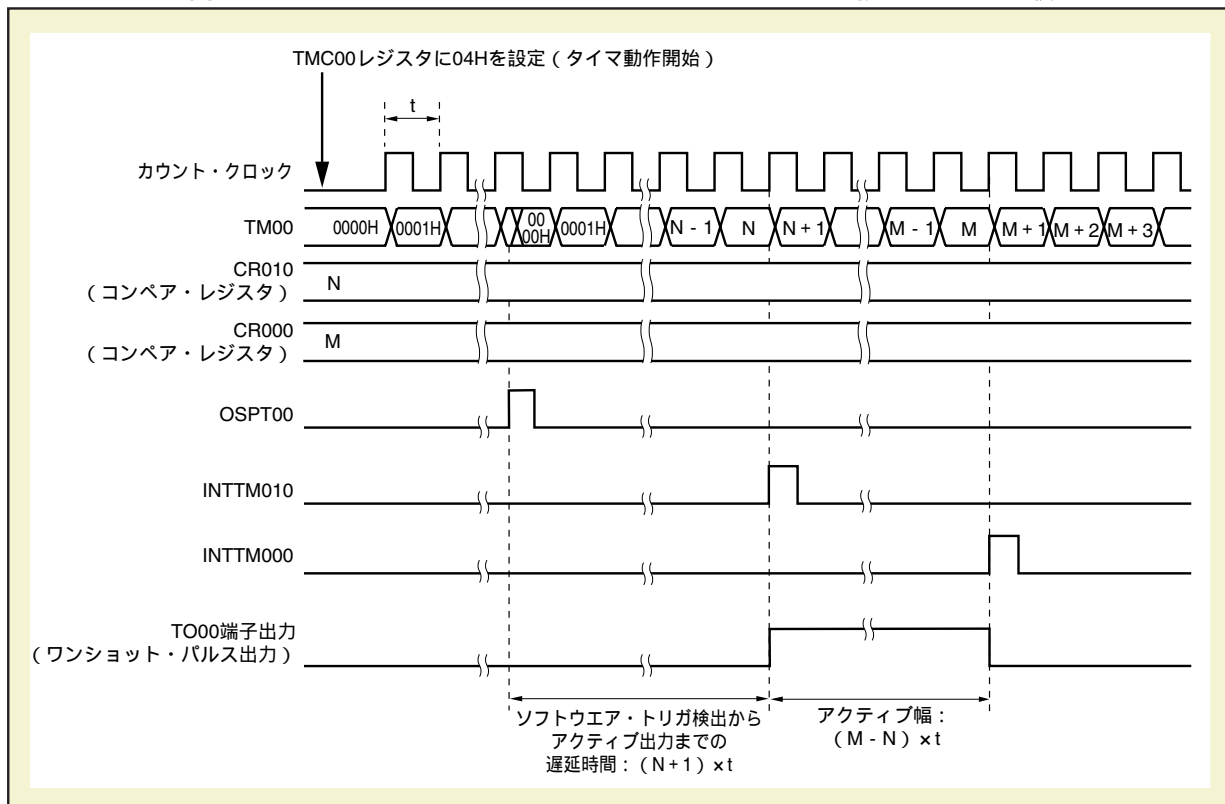 TMC00レジスタに04Hを設定（タイマ動作開始）
t
カウント・クロック
TM00
0000H 0001H 00 00H 0001H N - 1 N N + 1 M - 1 M M + 1 M + 2 M + 3
CR010
（コンペア・レジスタ）
N
CR000
（コンペア・レジスタ）
M
OSPT00
INTTM010
INTTM000
TO00端子出力
（ワンショット・パルス出力）
ソフトウエア・トリガ検出から
アクティブ出力までの
遅延時間：（N+1）×t
アクティブ幅：
（M - N）×t